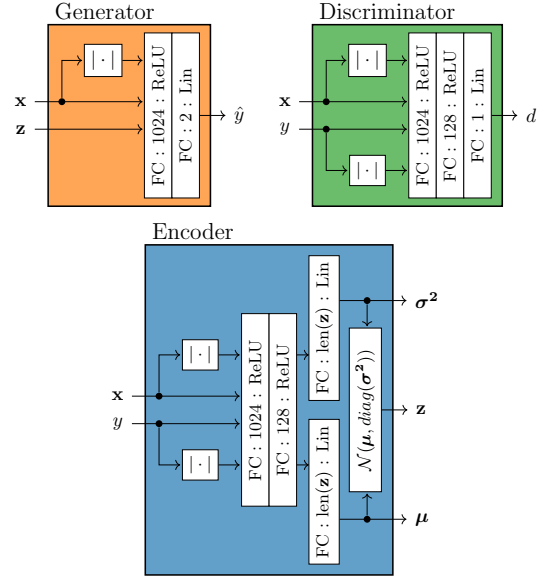 Generator
| · |
x
z
FC : 1024 : ReLU
FC : 2 : Lin
ŷ
Discriminator
| · |
x
y
| · |
FC : 1024 : ReLU
FC : 128 : ReLU
FC : 1 : Lin
d
Encoder
| · |
x
y
| · |
FC : 1024 : ReLU
FC : 128 : ReLU
FC : len(z) : Lin
FC : len(z) : Lin
𝒩(μ, diag(σ²))
σ²
z
μ